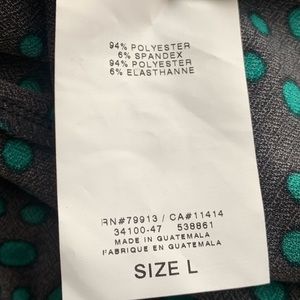 94% POLYESTER
6% SPANDEX
94% POLYESTER
6% ELASTHANNE
RN#79913 / CA#11414
34100-47 538861
MADE IN GUATEMALA
FABRIQUE EN GUATEMALA
SIZE L